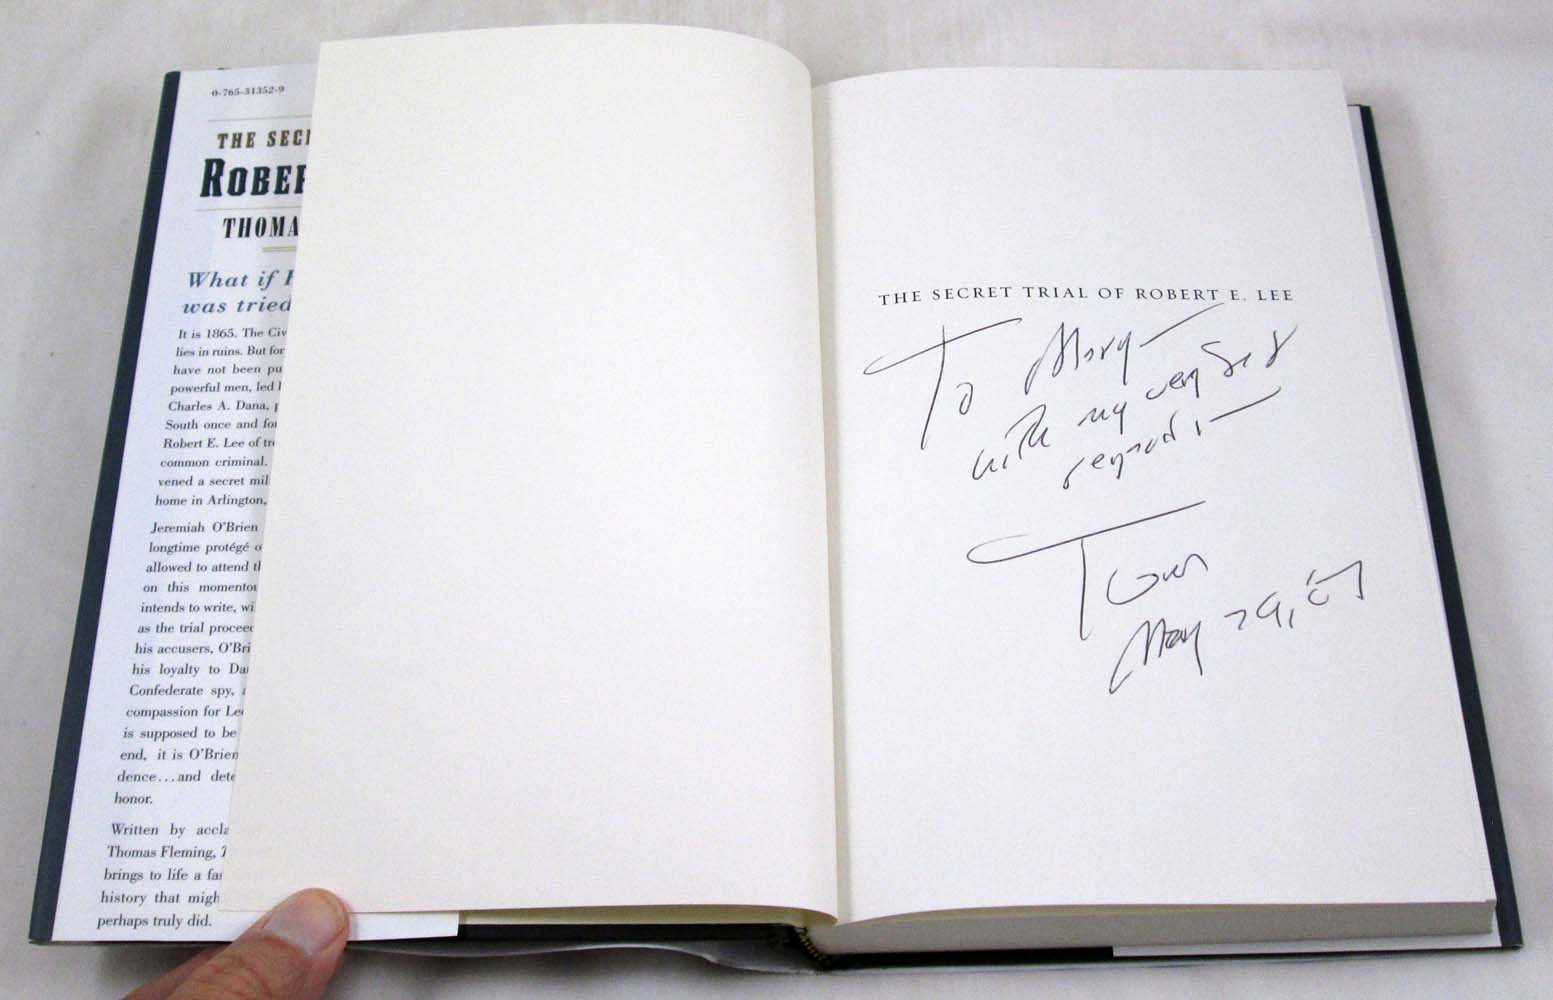 0-765-31352-9
THE SEC
ROBER
THOMA
What if
was tried
It is 1865. The Civ
lies in ruins. But for
have not been pu
powerful men, led
Charles A. Dana,
South once and fo
Robert E. Lee of tre
common criminal.
vened a secret mil
home in Arlington,
Jeremiah O'Brien
longtime protégé o
allowed to attend th
on this momentou
intends to write, wi
as the trial proceed
his accusers, O'Bri
his loyalty to Da
Confederate spy,
compassion for Le
is supposed to be
end, it is O'Brien
dence...and dete
honor.
Written by accla
Thomas Fleming,
brings to life a fa
history that migh
perhaps truly did.
THE SECRET TRIAL OF ROBERT E. LEE
To Mary—
with my very best
regards—
Tom
May 29, '07